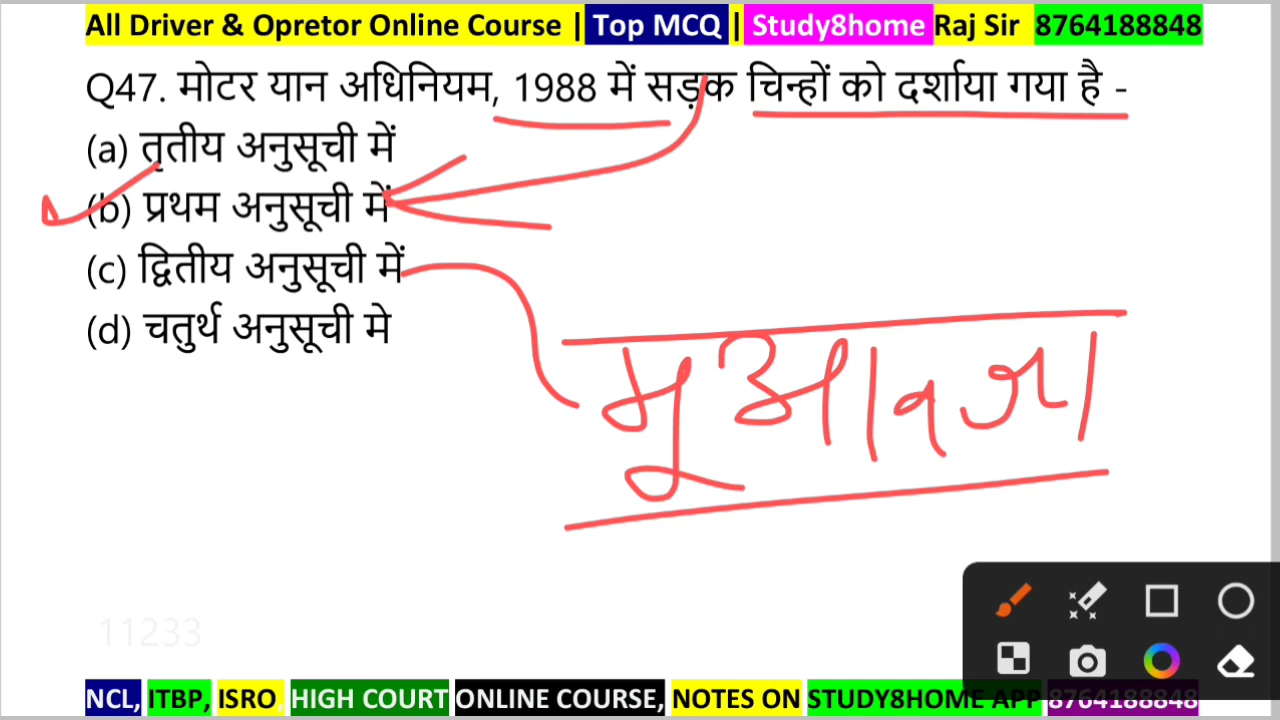 All Driver & Opretor Online Course | Top MCQ | Study8home Raj Sir 8764188848
Q47. मोटर यान अधिनियम, 1988 में सड़क चिन्हों को दर्शाया गया है -
(a) तृतीय अनुसूची में
(b) प्रथम अनुसूची में
(c) द्वितीय अनुसूची में
(d) चतुर्थ अनुसूची मे
मूआवजा
11233
NCL, ITBP, ISRO, HIGH COURT ONLINE COURSE, NOTES ON STUDY8HOME APP 8764188848